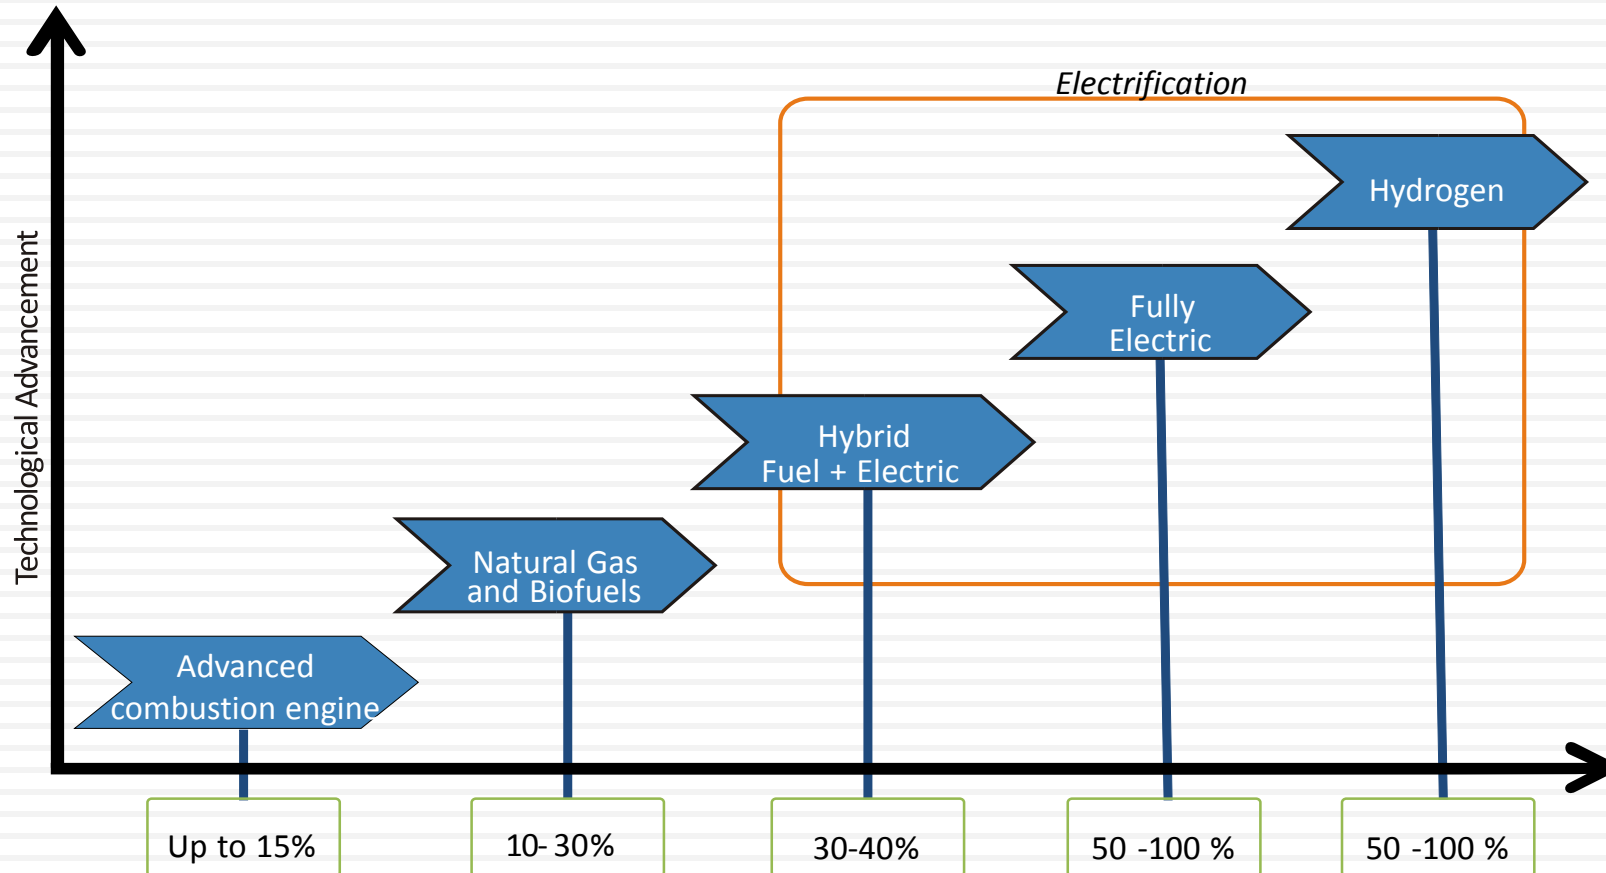 Electrification
Hydrogen
Fully
Electric
Hybrid
Fuel + Electric
Natural Gas
and Biofuels
Advanced
combustion engine
Technological Advancement
Up to 15%
10-30%
30-40%
50 -100 %
50 -100 %